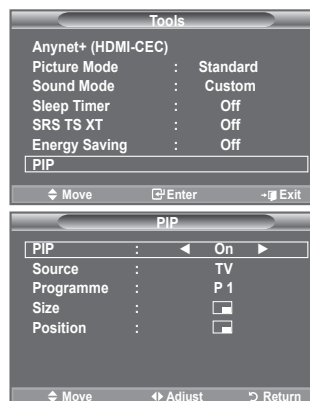 Tools
Anynet+ (HDMI-CEC)
Picture Mode : Standard
Sound Mode : Custom
Sleep Timer : Off
SRS TS XT : Off
Energy Saving : Off
PIP
Move Enter Exit
PIP
PIP : ◄ On ►
Source : TV
Programme : P 1
Size :
Position :
Move Adjust Return